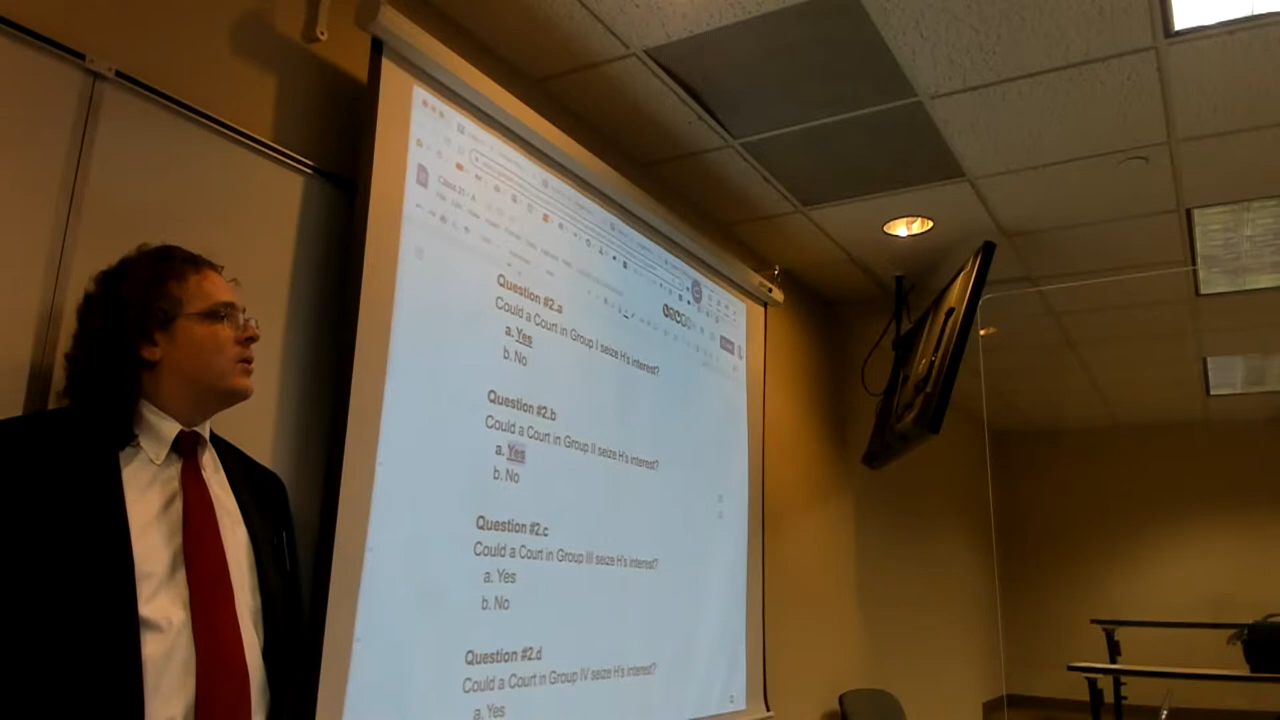 Class 21 - A
Question #2.a
Could a Court in Group I seize H's interest?
a. Yes
b. No
Question #2.b
Could a Court in Group II seize H's interest?
a. Yes
b. No
Question #2.c
Could a Court in Group III seize H's interest?
a. Yes
b. No
Question #2.d
Could a Court in Group IV seize H's interest?
a. Yes